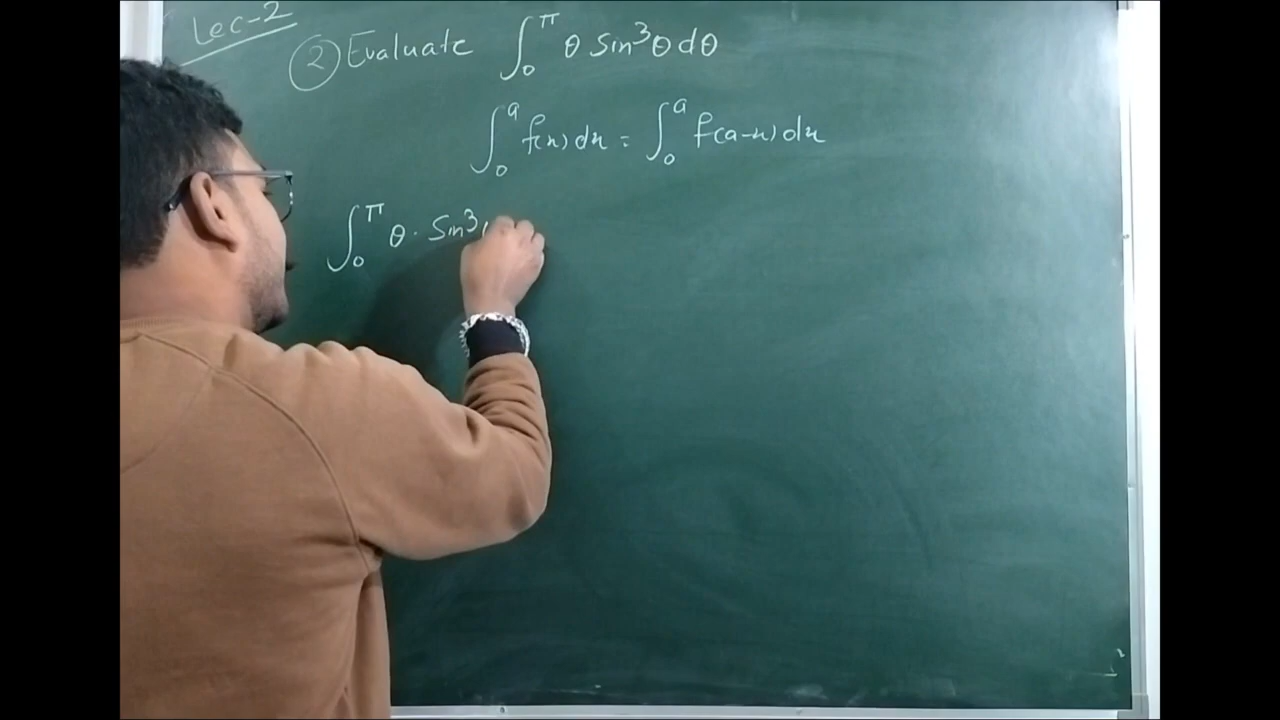 Lec-2
② Evaluate ∫₀^π θ sin³θ dθ
∫₀^a f(x) dx = ∫₀^a f(a-x) dx
∫₀^π θ · sin³